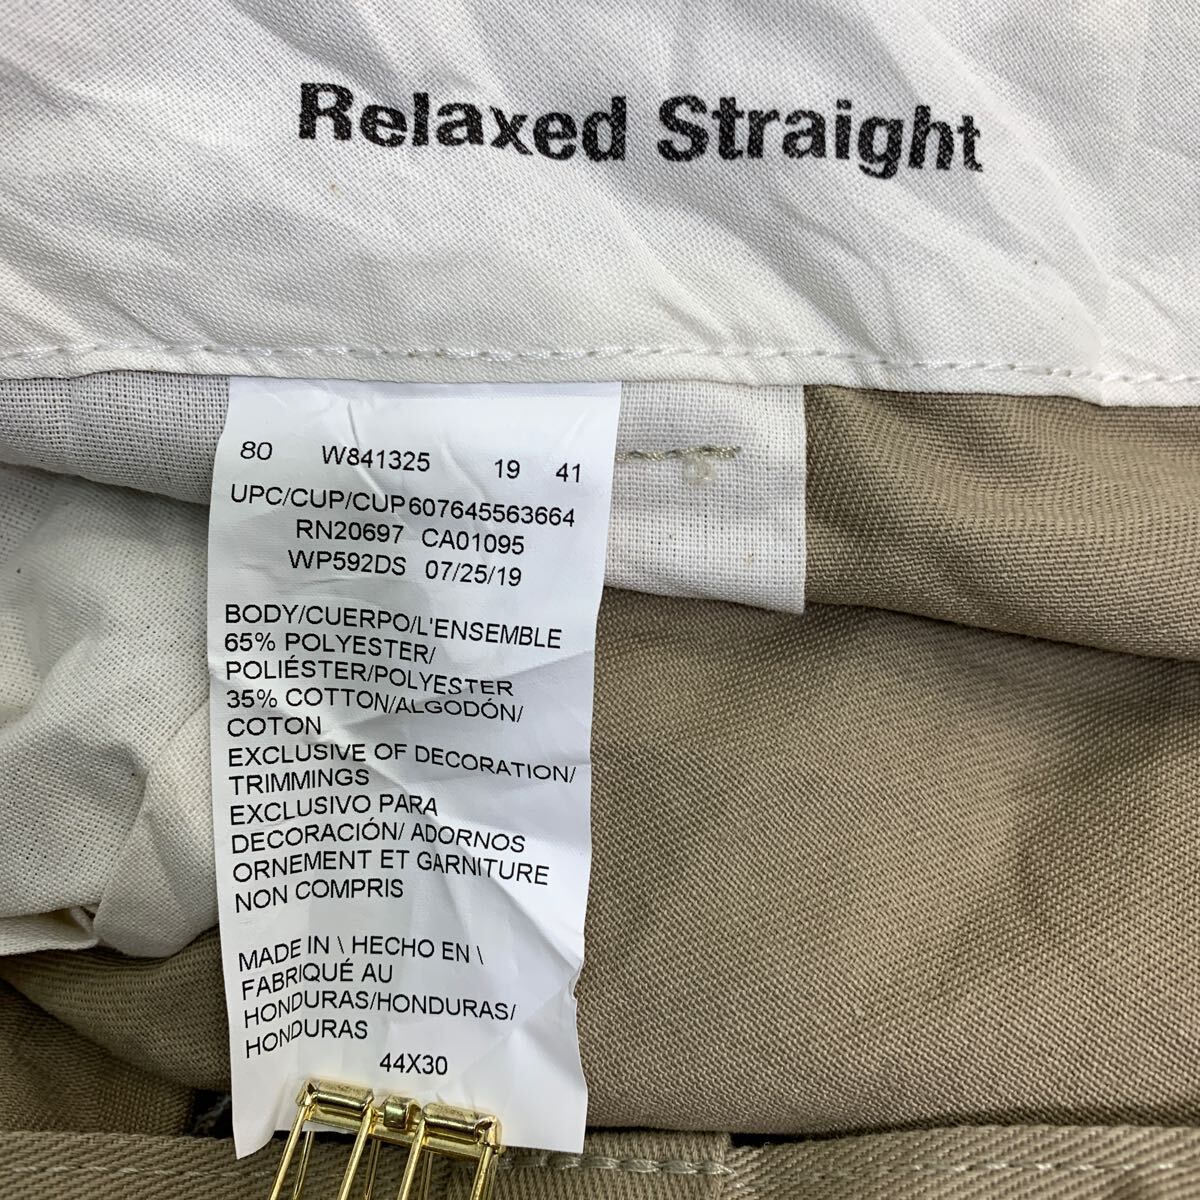 Relaxed Straight
80 W841325 19 41
UPC/CUP/CUP607645563664
RN20697 CA01095
WP592DS 07/25/19
BODY/CUERPO/L'ENSEMBLE
65% POLYESTER/
POLIÉSTER/POLYESTER
35% COTTON/ALGODÓN/
COTON
EXCLUSIVE OF DECORATION/
TRIMMINGS
EXCLUSIVO PARA
DECORACIÓN/ ADORNOS
ORNEMENT ET GARNITURE
NON COMPRIS
MADE IN \ HECHO EN \
FABRIQUÉ AU
HONDURAS/HONDURAS/
HONDURAS
44X30